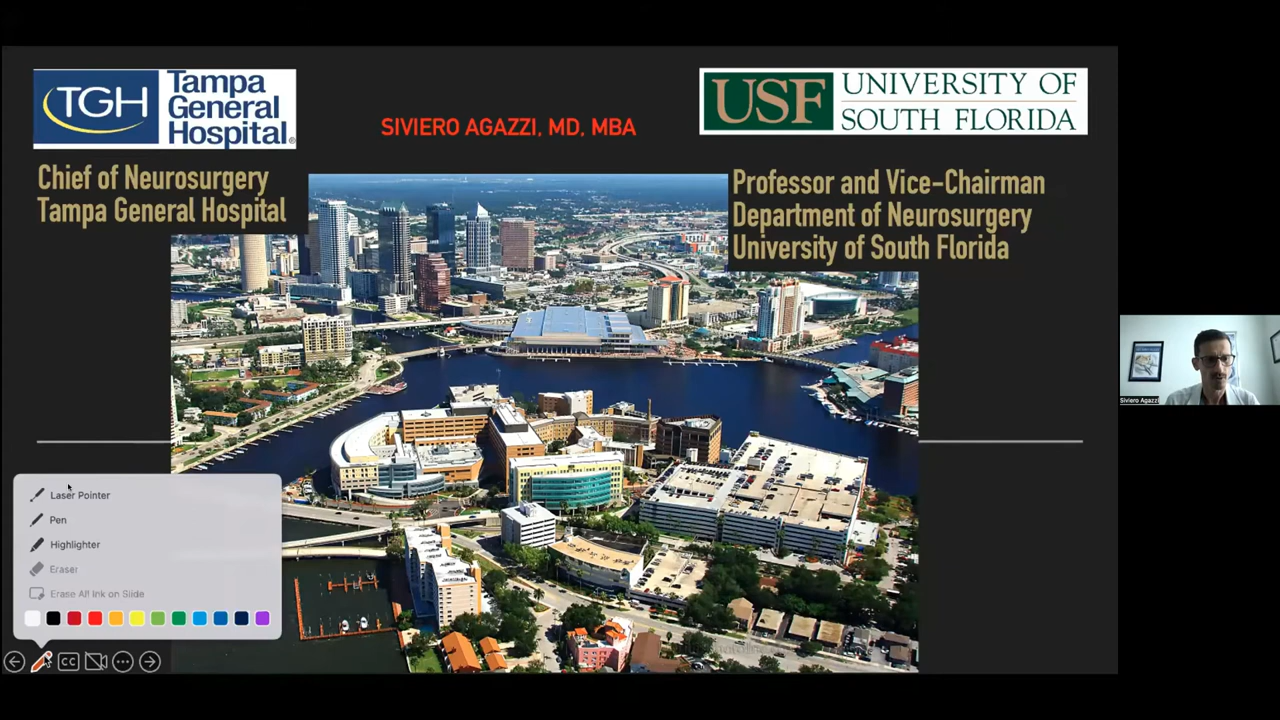 TGH
Tampa
General
Hospital
SIVIERO AGAZZI, MD, MBA
USF
UNIVERSITY OF
SOUTH FLORIDA
Chief of Neurosurgery
Tampa General Hospital
Professor and Vice-Chairman
Department of Neurosurgery
University of South Florida
Siviero Agazzi
Laser Pointer
Pen
Highlighter
Eraser
Erase All Ink on Slide
CC